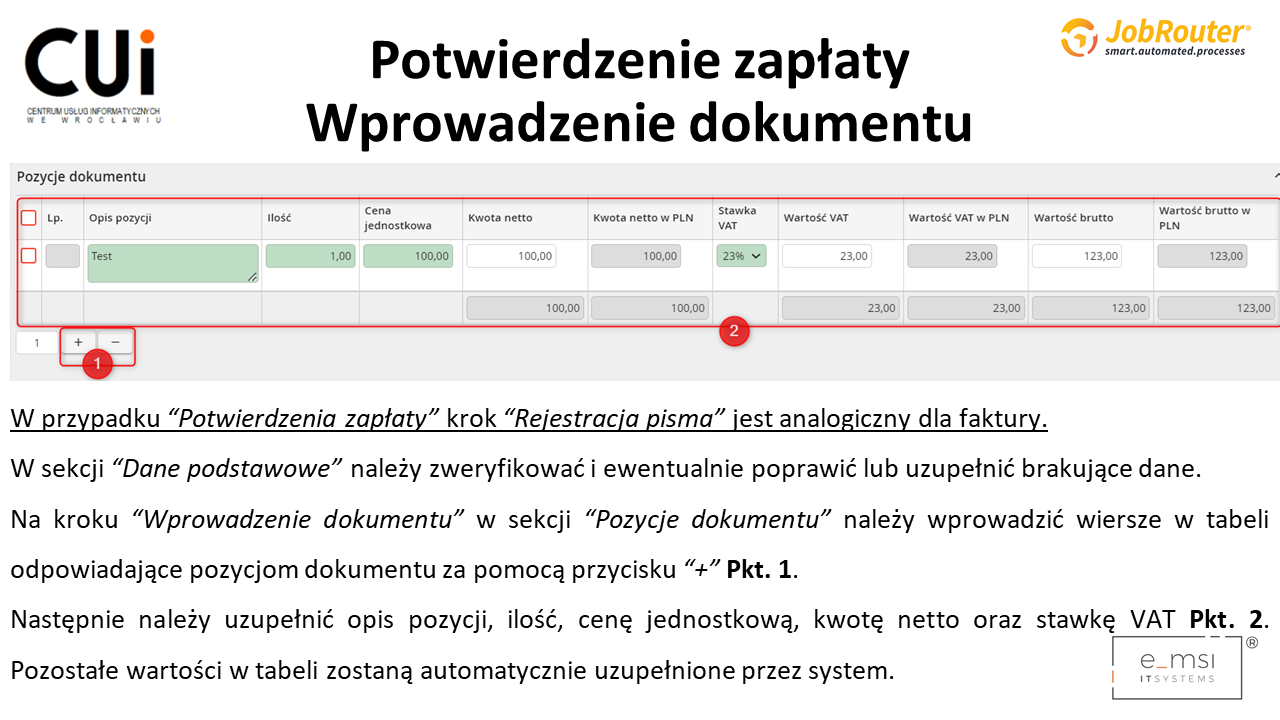 CUi
CENTRUM USŁUG INFORMATYCZNYCH
WE WROCŁAWIU
JobRouter®
smart.automated.processes
Potwierdzenie zapłaty
Wprowadzenie dokumentu
Pozycje dokumentu
Lp. Opis pozycji Ilość Cena jednostkowa Kwota netto Kwota netto w PLN Stawka VAT Wartość VAT Wartość VAT w PLN Wartość brutto Wartość brutto w PLN
Test 1,00 100,00 100,00 100,00 23% 23,00 23,00 123,00 123,00
100,00 100,00 23,00 23,00 123,00 123,00
1 + −
1
2
W przypadku “Potwierdzenia zapłaty” krok “Rejestracja pisma” jest analogiczny dla faktury.
W sekcji “Dane podstawowe” należy zweryfikować i ewentualnie poprawić lub uzupełnić brakujące dane.
Na kroku “Wprowadzenie dokumentu” w sekcji “Pozycje dokumentu” należy wprowadzić wiersze w tabeli
odpowiadające pozycjom dokumentu za pomocą przycisku “+” Pkt. 1.
Następnie należy uzupełnić opis pozycji, ilość, cenę jednostkową, kwotę netto oraz stawkę VAT Pkt. 2.
Pozostałe wartości w tabeli zostaną automatycznie uzupełnione przez system.
e_msi ®
ITSYSTEMS